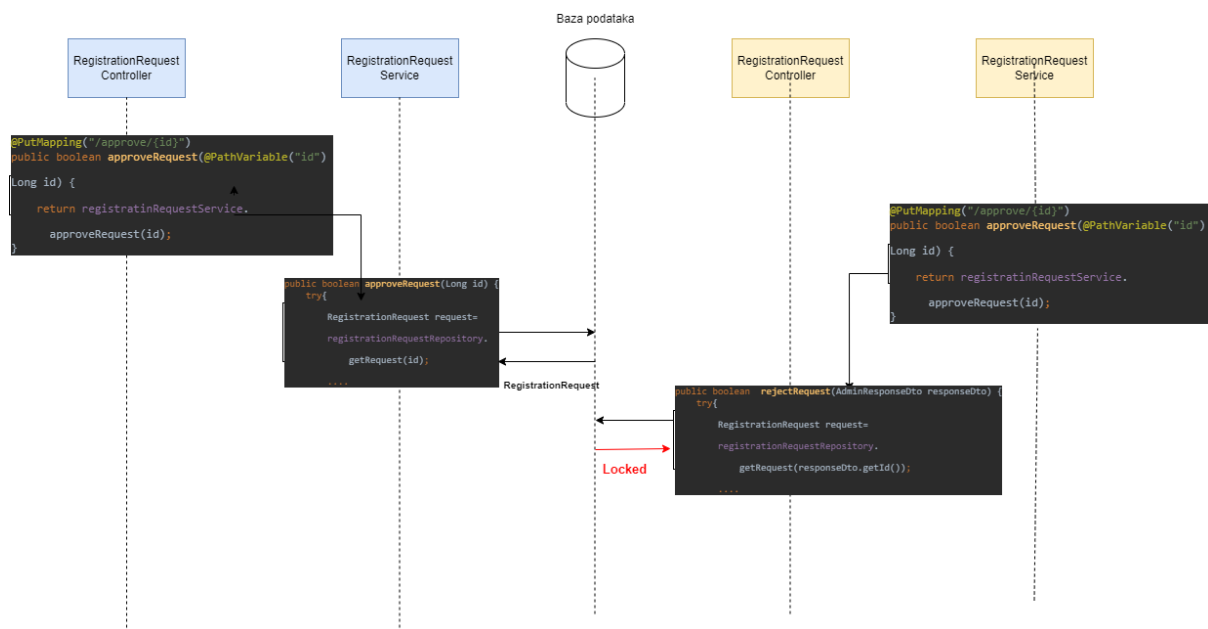 Baza podataka
RegistrationRequest
Controller
RegistrationRequest
Service
RegistrationRequest
Controller
RegistrationRequest
Service
@PutMapping("/approve/{id}")
public boolean approveRequest(@PathVariable("id")
Long id) {
return registratinRequestService.
approveRequest(id);
}
@PutMapping("/approve/{id}")
public boolean approveRequest(@PathVariable("id")
Long id) {
return registratinRequestService.
approveRequest(id);
}
public boolean approveRequest(Long id) {
try{
RegistrationRequest request=
registrationRequestRepository.
getRequest(id);
....
RegistrationRequest
public boolean rejectRequest(AdminResponseDto responseDto) {
try{
RegistrationRequest request=
registrationRequestRepository.
getRequest(responseDto.getId());
....
Locked